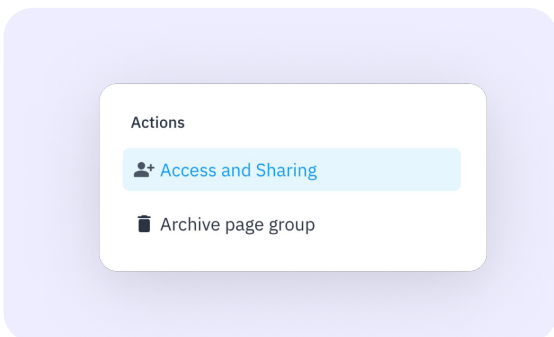 Actions
Access and Sharing
Archive page group